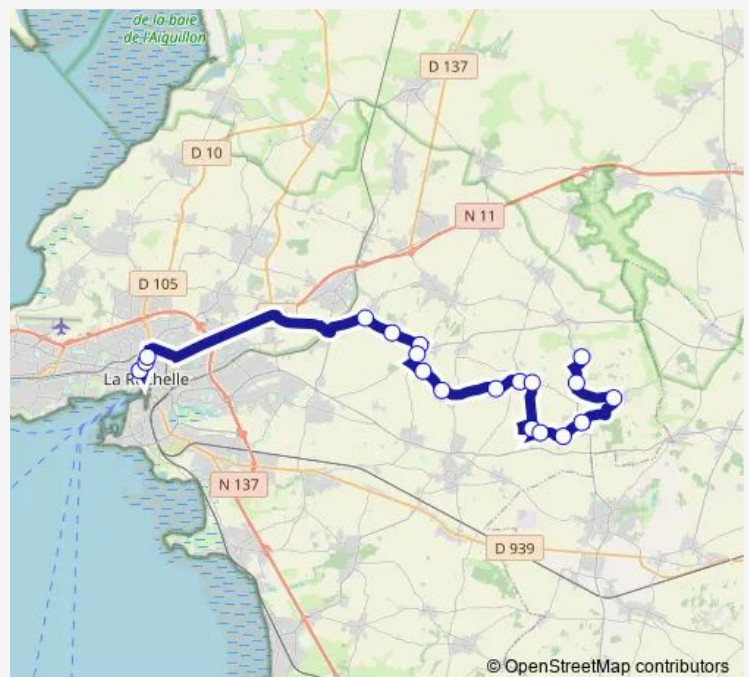 de la baie
de l'Aiguillon
D 137
D 10
N 11
D 105
La Rochelle
N 137
D 939
© OpenStreetMap contributors